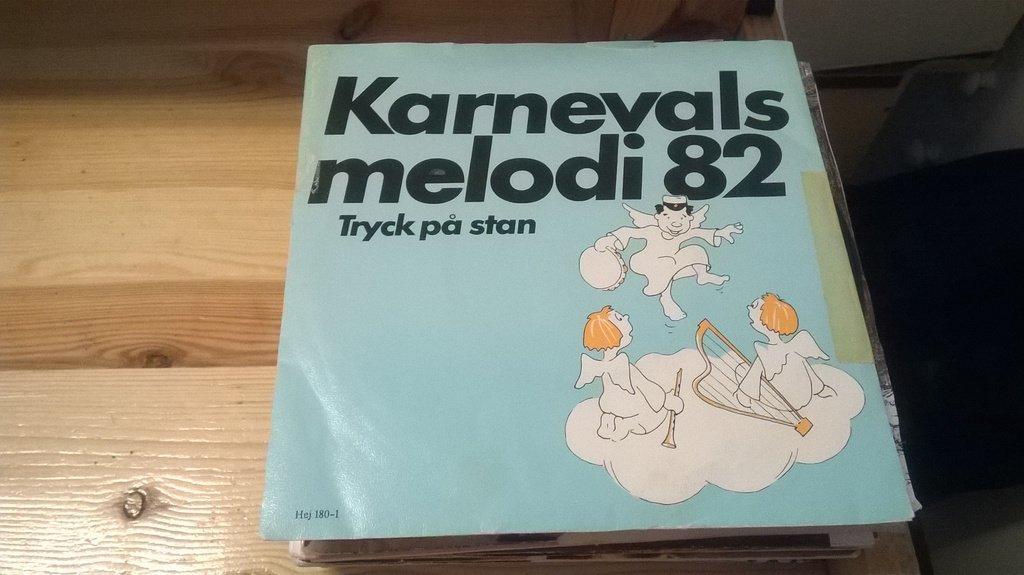 Karnevals
melodi 82
Tryck på stan
Hej 180-1